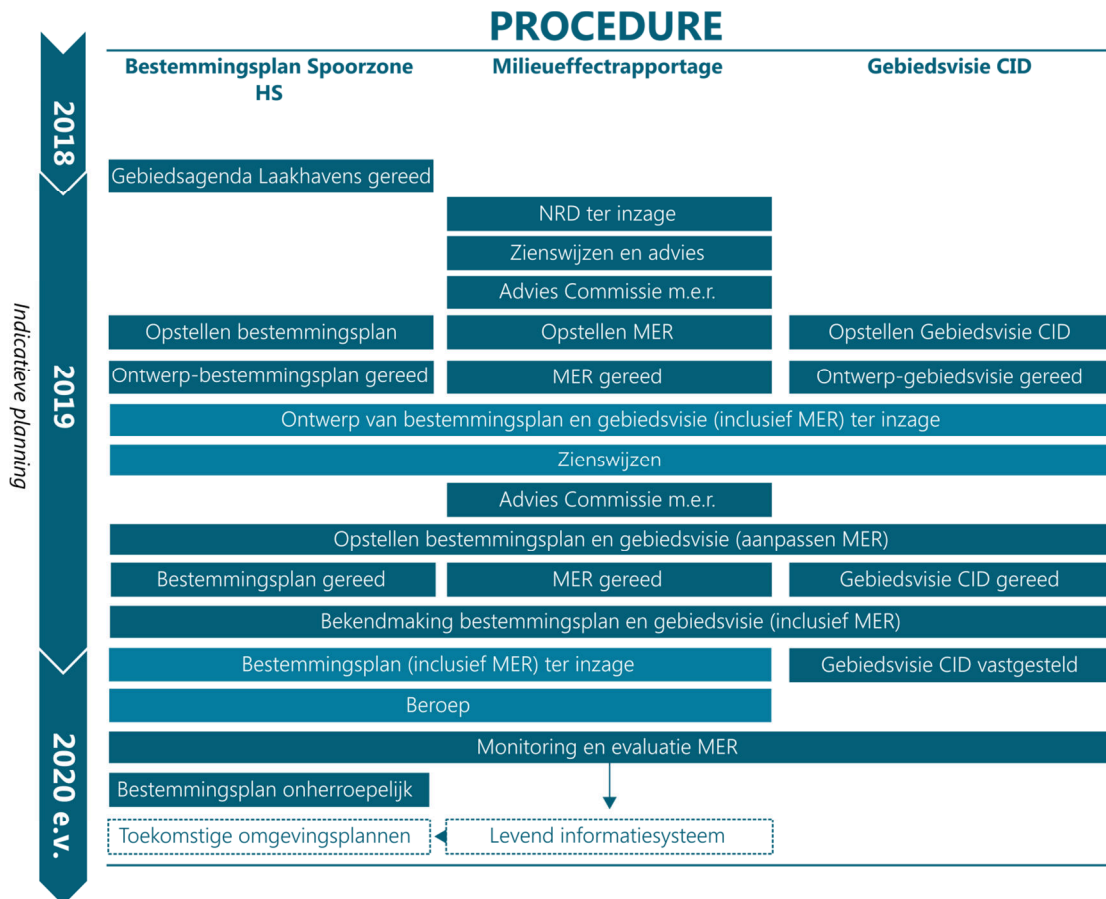 PROCEDURE
Bestemmingsplan Spoorzone
HS
Milieueffectrapportage
Gebiedsvisie CID
Indicatieve planning
2018
Gebiedsagenda Laakhavens gereed
2019
NRD ter inzage
Zienswijzen en advies
Advies Commissie m.e.r.
Opstellen bestemmingsplan
Opstellen MER
Opstellen Gebiedsvisie CID
Ontwerp-bestemmingsplan gereed
MER gereed
Ontwerp-gebiedsvisie gereed
Ontwerp van bestemmingsplan en gebiedsvisie (inclusief MER) ter inzage
Zienswijzen
Advies Commissie m.e.r.
Opstellen bestemmingsplan en gebiedsvisie (aanpassen MER)
Bestemmingsplan gereed
MER gereed
Gebiedsvisie CID gereed
Bekendmaking bestemmingsplan en gebiedsvisie (inclusief MER)
2020 e.v.
Bestemmingsplan (inclusief MER) ter inzage
Gebiedsvisie CID vastgesteld
Beroep
Monitoring en evaluatie MER
Bestemmingsplan onherroepelijk
Toekomstige omgevingsplannen
Levend informatiesysteem